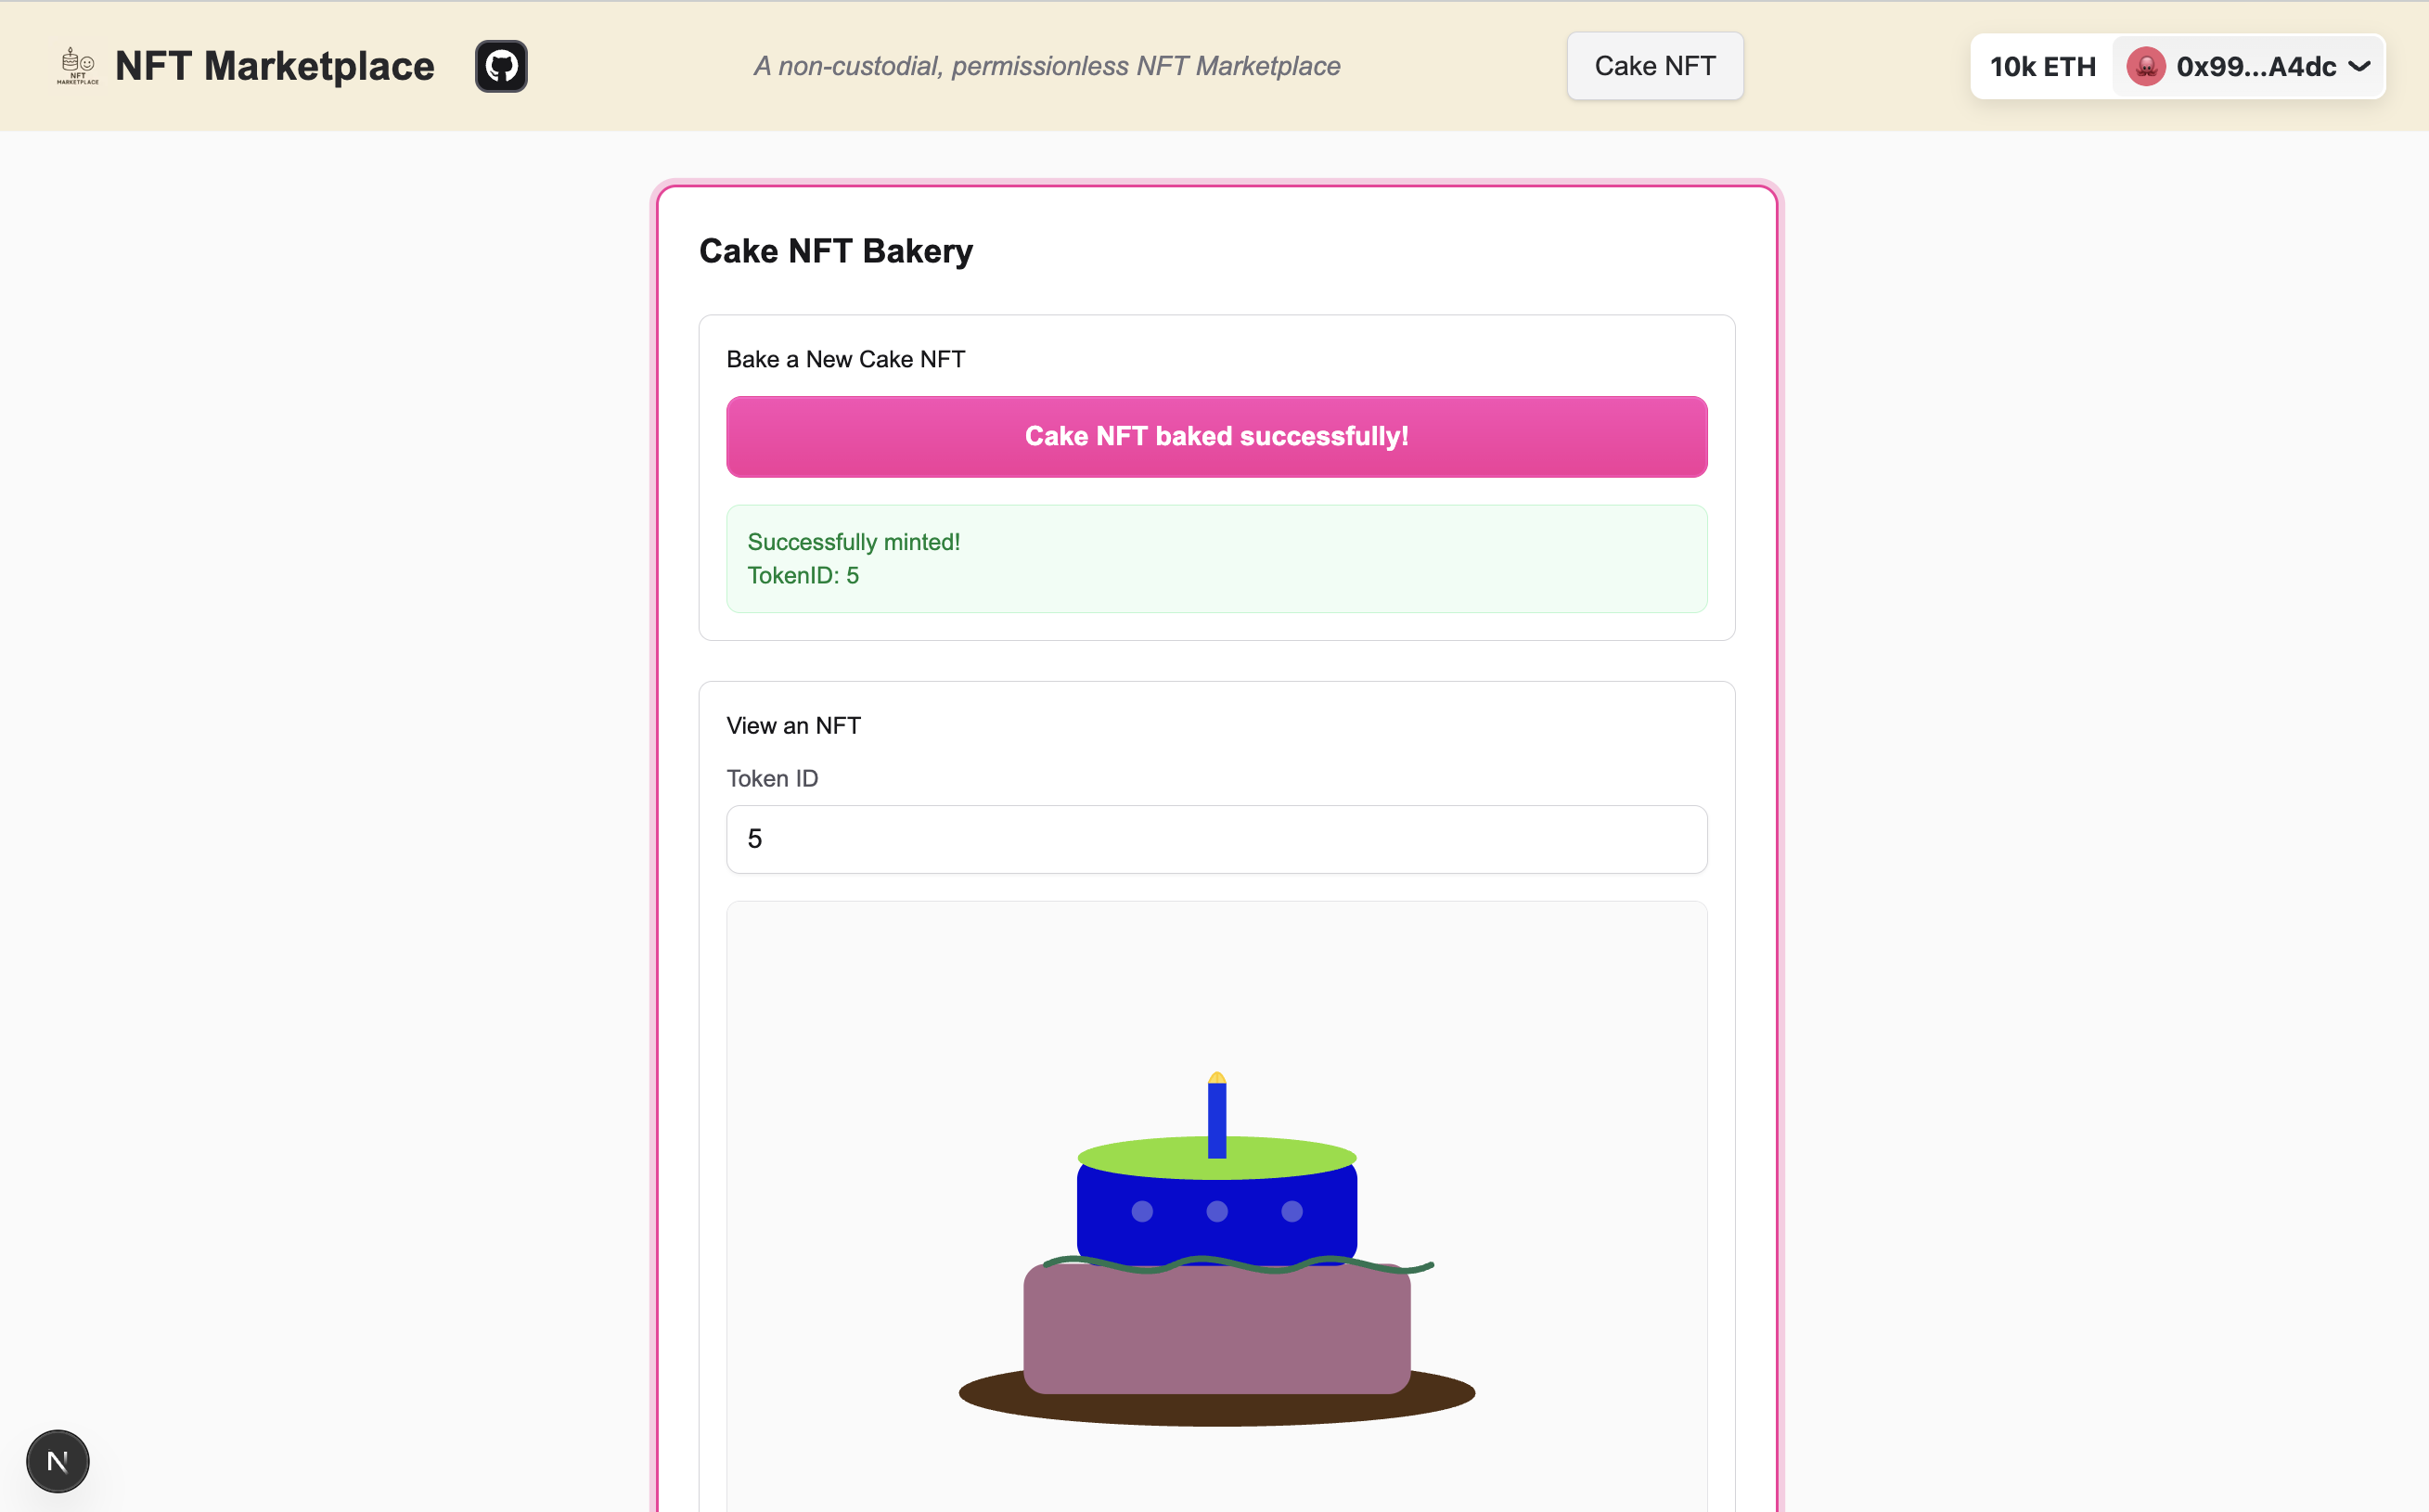 NFT
MARKETPLACE
NFT Marketplace
A non-custodial, permissionless NFT Marketplace
Cake NFT
10k ETH
0x99...A4dc
Cake NFT Bakery
Bake a New Cake NFT
Cake NFT baked successfully!
Successfully minted!
TokenID: 5
View an NFT
Token ID
5
N